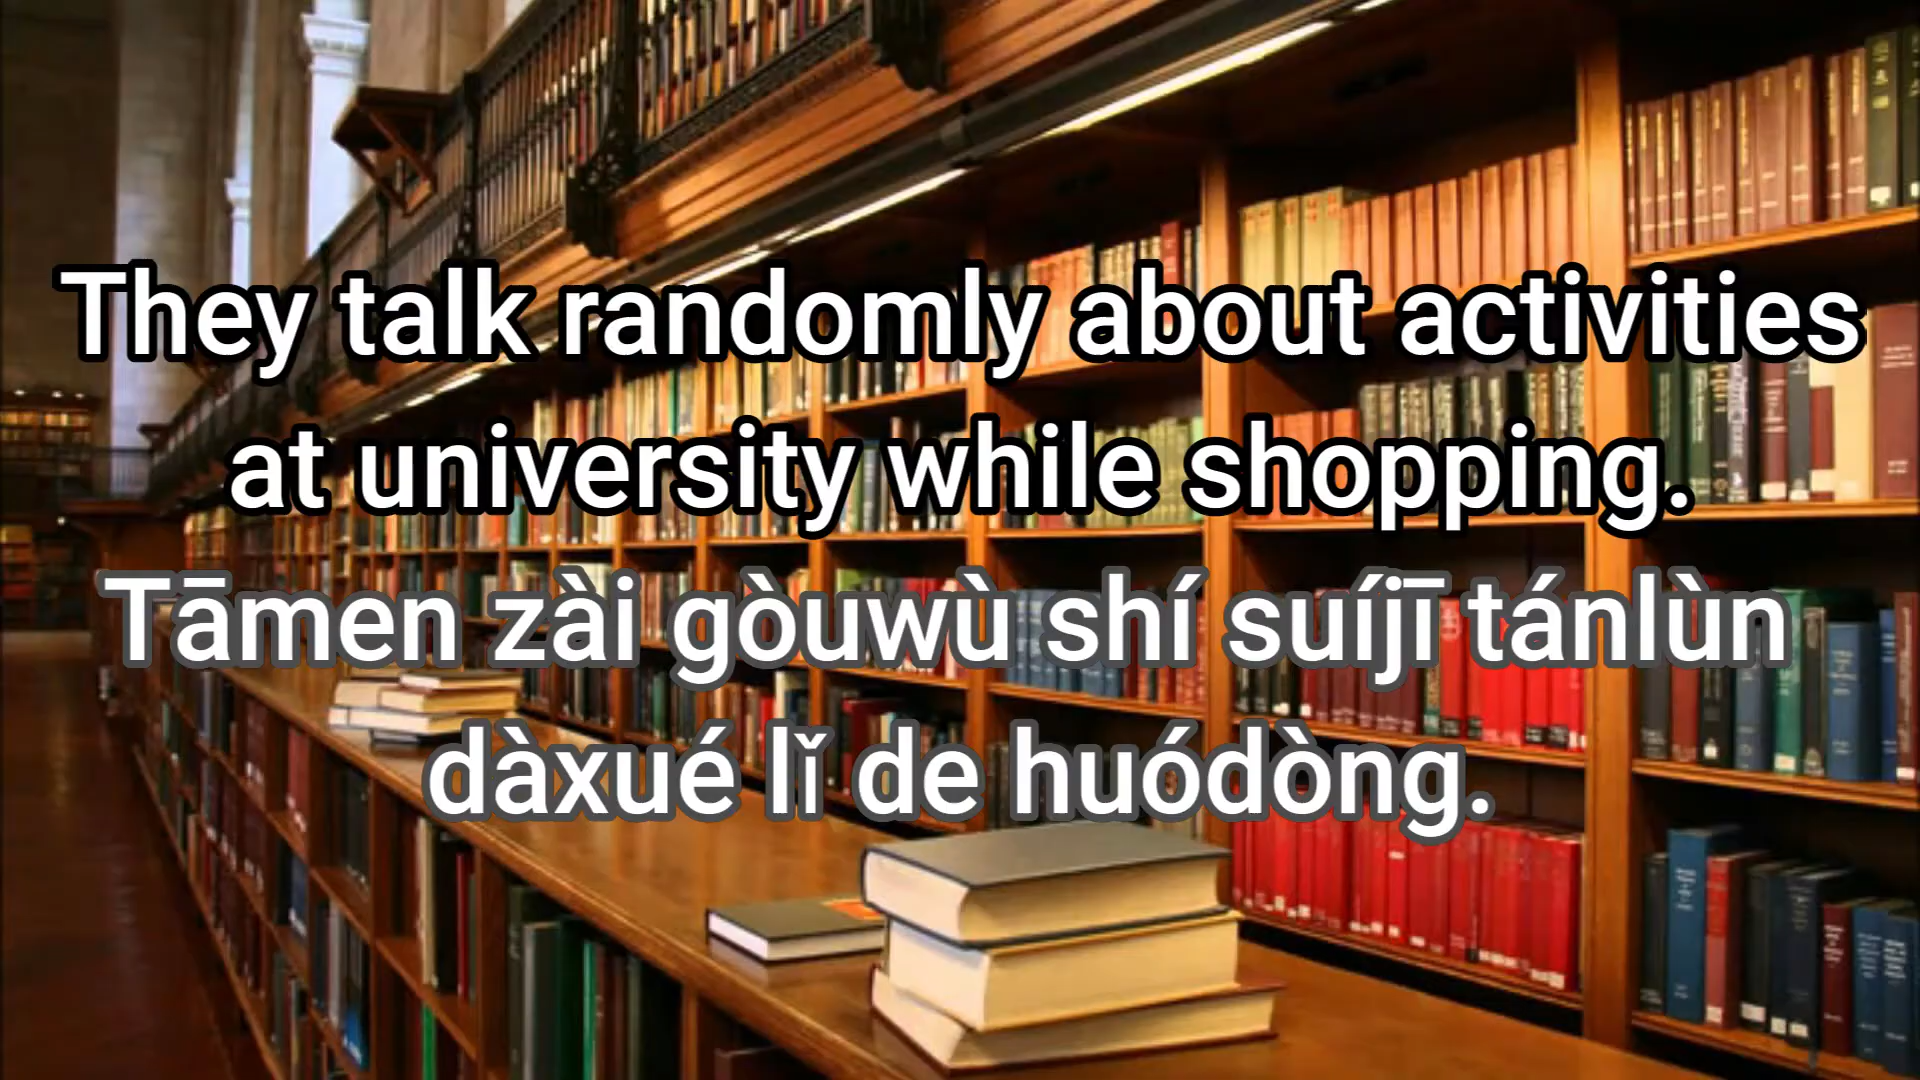 They talk randomly about activities
at university while shopping.
Tāmen zài gòuwù shí suíjī tánlùn
dàxué lǐ de huódòng.